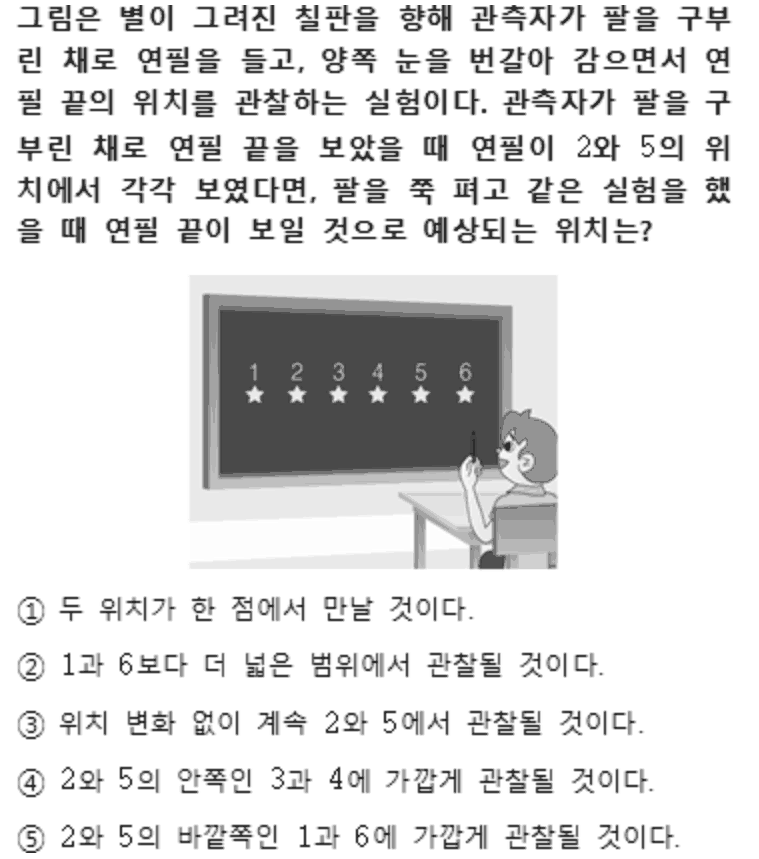 그림은 별이 그려진 칠판을 향해 관측자가 팔을 구부
린 채로 연필을 들고, 양쪽 눈을 번갈아 감으면서 연
필 끝의 위치를 관찰하는 실험이다. 관측자가 팔을 구
부린 채로 연필 끝을 보았을 때 연필이 2와 5의 위
치에서 각각 보였다면, 팔을 쭉 펴고 같은 실험을 했
을 때 연필 끝이 보일 것으로 예상되는 위치는?
1 2 3 4 5 6
① 두 위치가 한 점에서 만날 것이다.
② 1과 6보다 더 넓은 범위에서 관찰될 것이다.
③ 위치 변화 없이 계속 2와 5에서 관찰될 것이다.
④ 2와 5의 안쪽인 3과 4에 가깝게 관찰될 것이다.
⑤ 2와 5의 바깥쪽인 1과 6에 가깝게 관찰될 것이다.